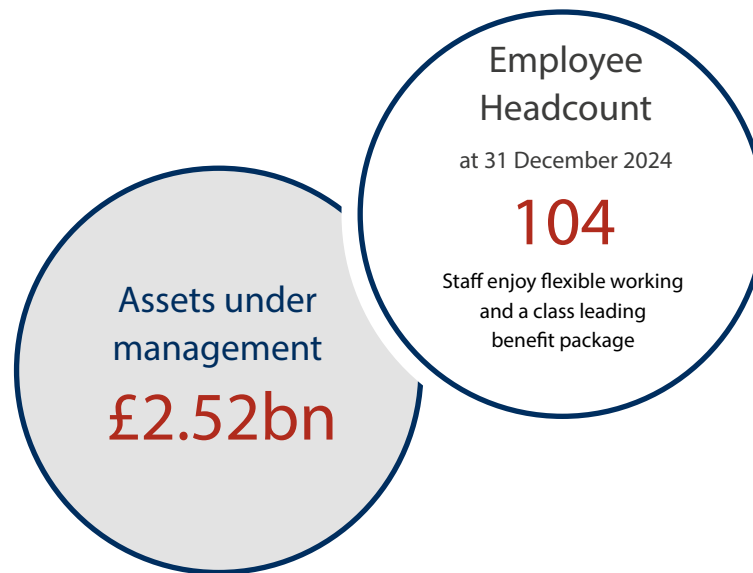 Employee
Headcount
at 31 December 2024
104
Staff enjoy flexible working
and a class leading
benefit package
Assets under
management
£2.52bn